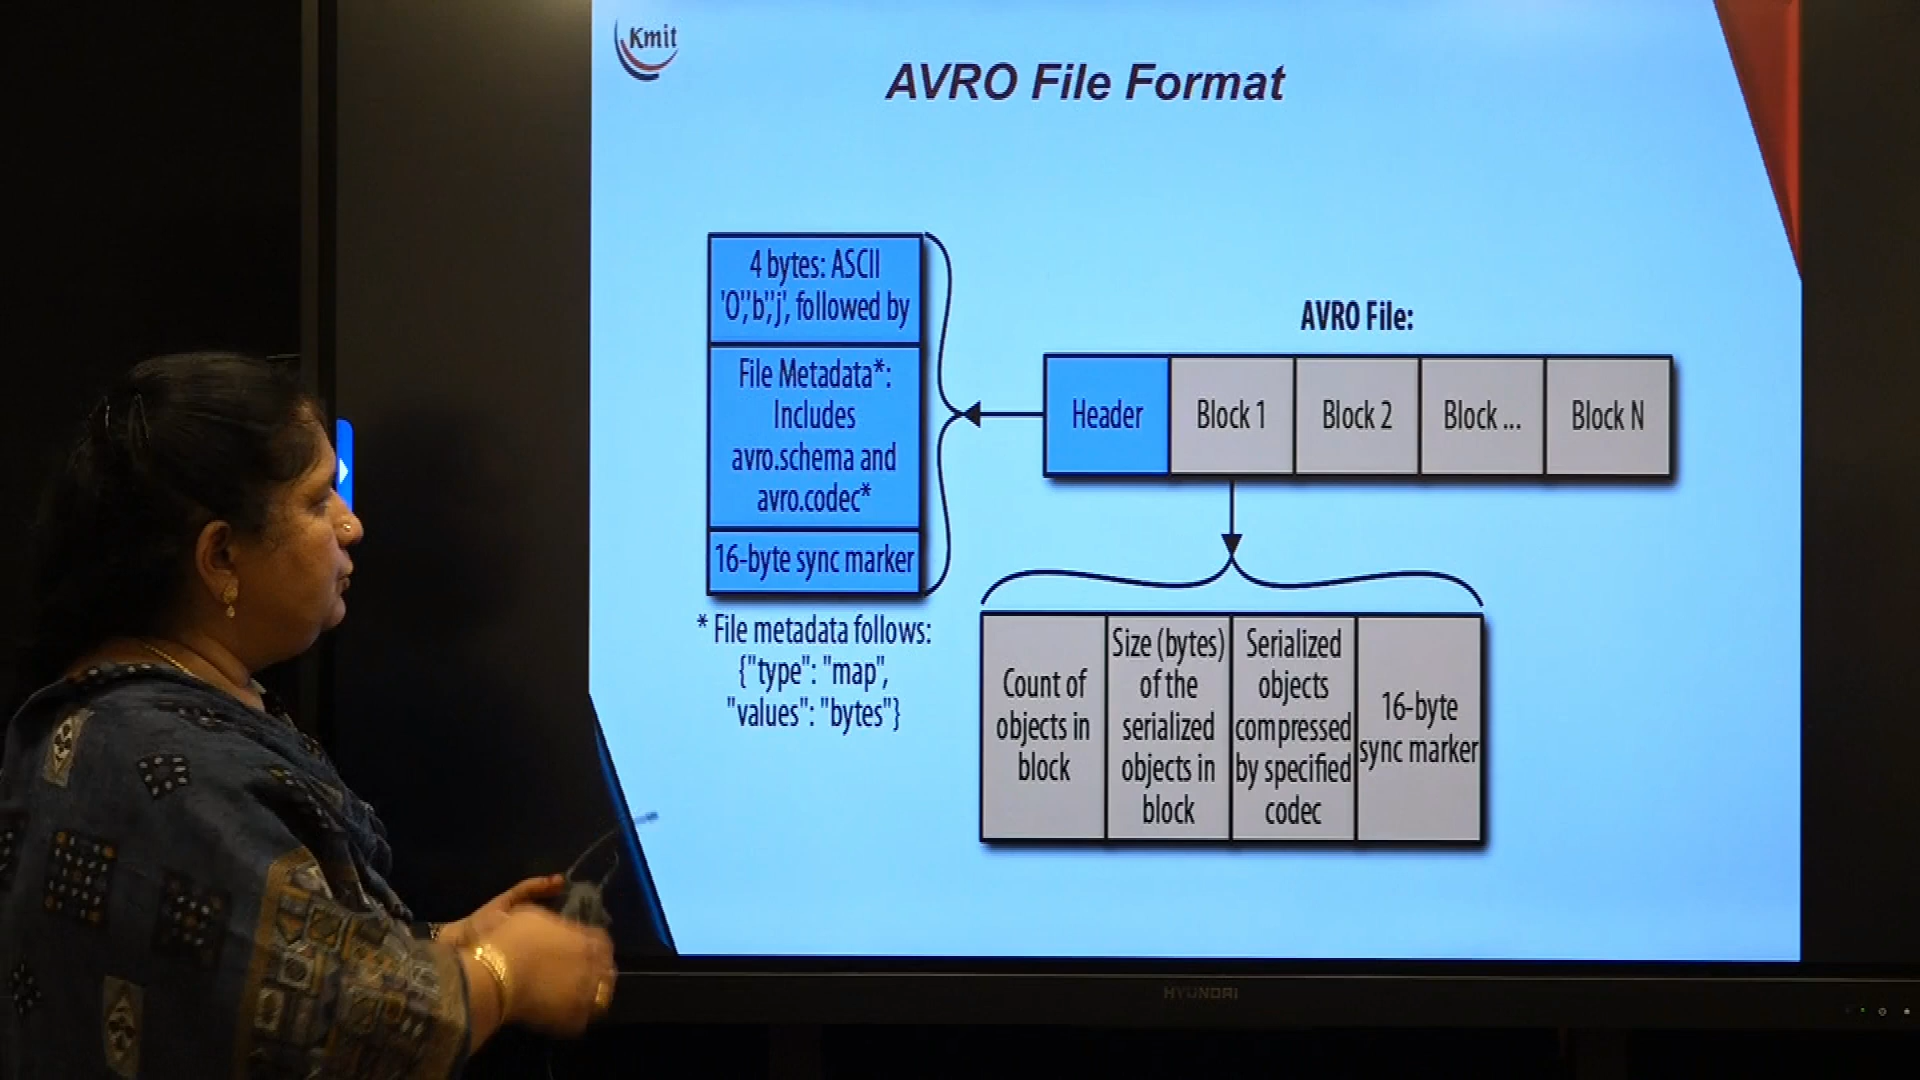 Kmit
AVRO File Format
4 bytes: ASCII
'O','b','j', followed by
File Metadata*:
Includes
avro.schema and
avro.codec*
16-byte sync marker
* File metadata follows:
{"type": "map",
"values": "bytes"}
AVRO File:
Header
Block 1
Block 2
Block ...
Block N
Count of
objects in
block
Size (bytes)
of the
serialized
objects in
block
Serialized
objects
compressed
by specified
codec
16-byte
sync marker
HYUNDAI